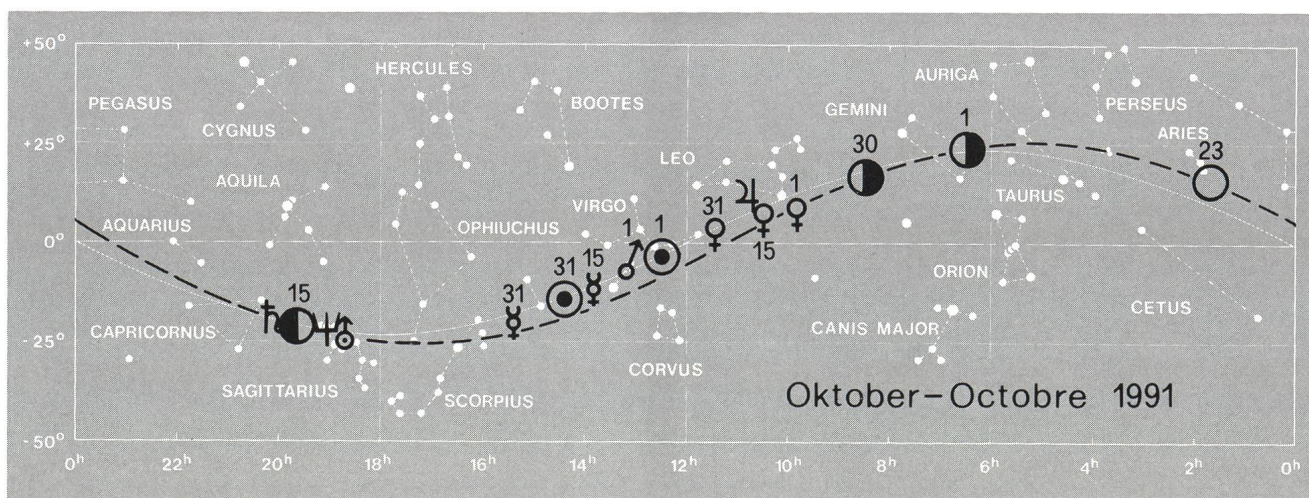 +50°
HERCULES
AURIGA
PEGASUS
BOOTES
GEMINI
1
PERSEUS
CYGNUS
+25°
30
ARIES
LEO
23
AQUILA
31
1
TAURUS
VIRGO
AQUARIUS
OPHIUCHUS
1
1
0°
15
15
31
31
ORION
15
CETUS
CAPRICORNUS
CANIS MAJOR
-25°
CORVUS
SAGITTARIUS
SCORPIUS
Oktober–Octobre 1991
-50°
0h 22h 20h 18h 16h 14h 12h 10h 8h 6h 4h 2h 0h